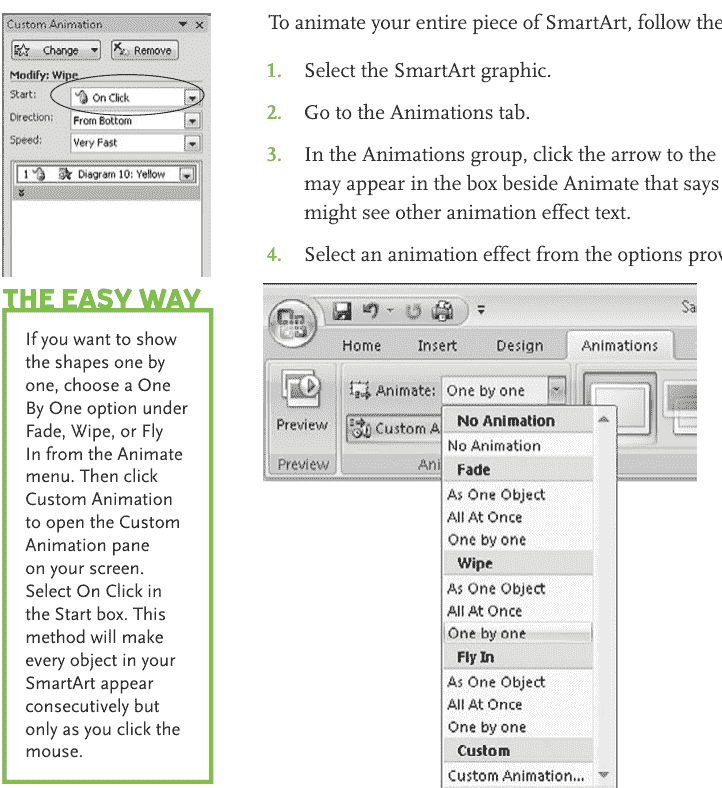 Custom Animation
Change
Remove
Modify: Wipe
Start:
On Click
Direction:
From Bottom
Speed:
Very Fast
1 Diagram 10: Yellow
THE EASY WAY
If you want to show
the shapes one by
one, choose a One
By One option under
Fade, Wipe, or Fly
In from the Animate
menu. Then click
Custom Animation
to open the Custom
Animation pane
on your screen.
Select On Click in
the Start box. This
method will make
every object in your
SmartArt appear
consecutively but
only as you click the
mouse.
To animate your entire piece of SmartArt, follow the
1. Select the SmartArt graphic.
2. Go to the Animations tab.
3. In the Animations group, click the arrow to the
may appear in the box beside Animate that says
might see other animation effect text.
4. Select an animation effect from the options prov
Sa
Home Insert Design Animations
Preview
Preview
Animate: One by one
Custom A
Ani
No Animation
No Animation
Fade
As One Object
All At Once
One by one
Wipe
As One Object
All At Once
One by one
Fly In
As One Object
All At Once
One by one
Custom
Custom Animation...